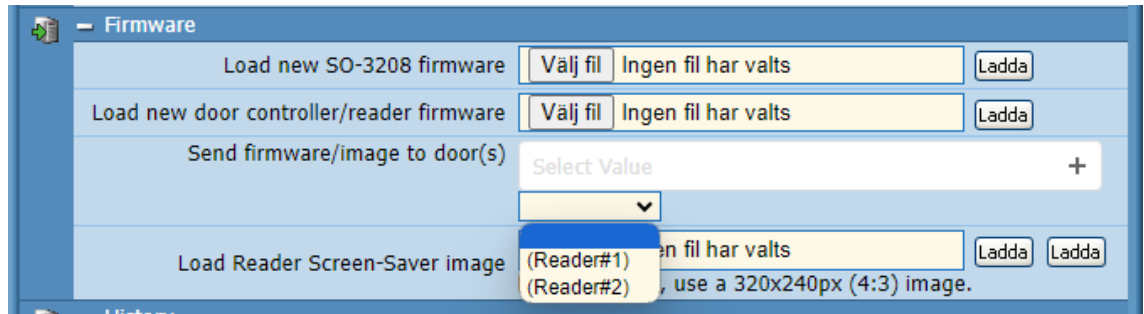 − Firmware
Load new SO-3208 firmware Välj fil Ingen fil har valts Ladda
Load new door controller/reader firmware Välj fil Ingen fil har valts Ladda
Send firmware/image to door(s) Select Value +
(Reader#1)
(Reader#2)
Load Reader Screen-Saver image en fil har valts Ladda Ladda
, use a 320x240px (4:3) image.